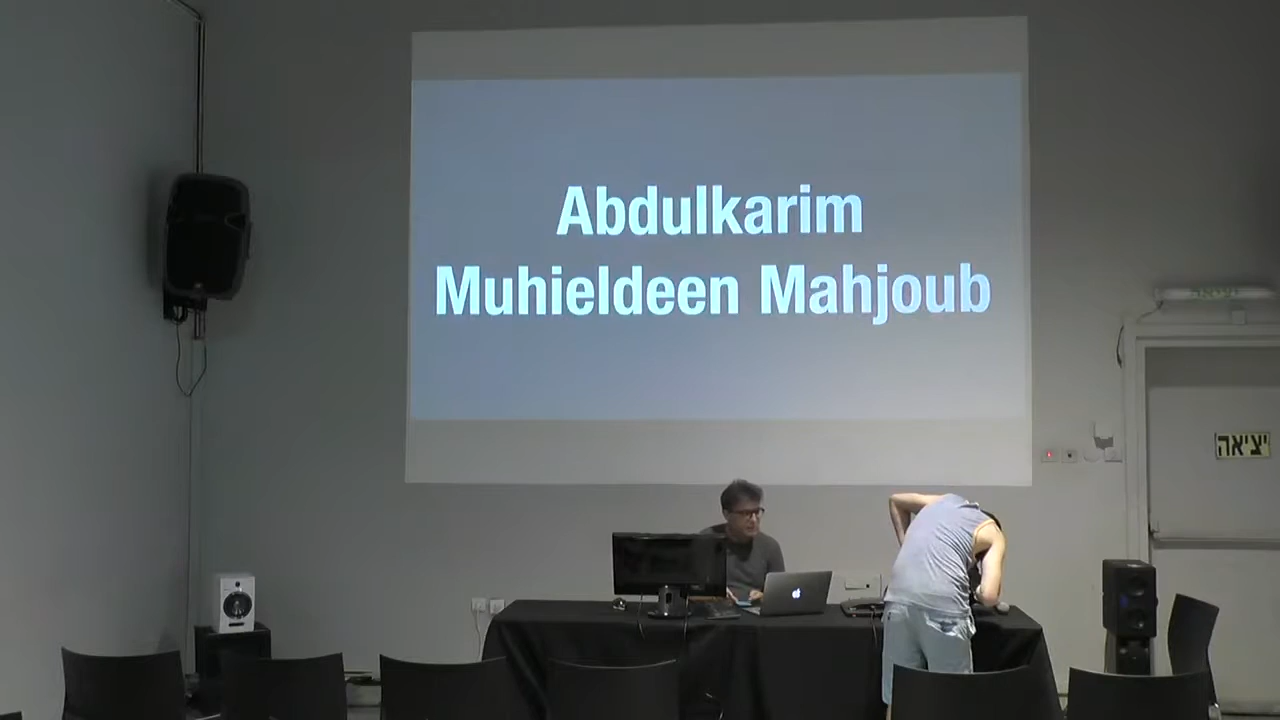 Abdulkarim
Muhieldeen Mahjoub
יציאה